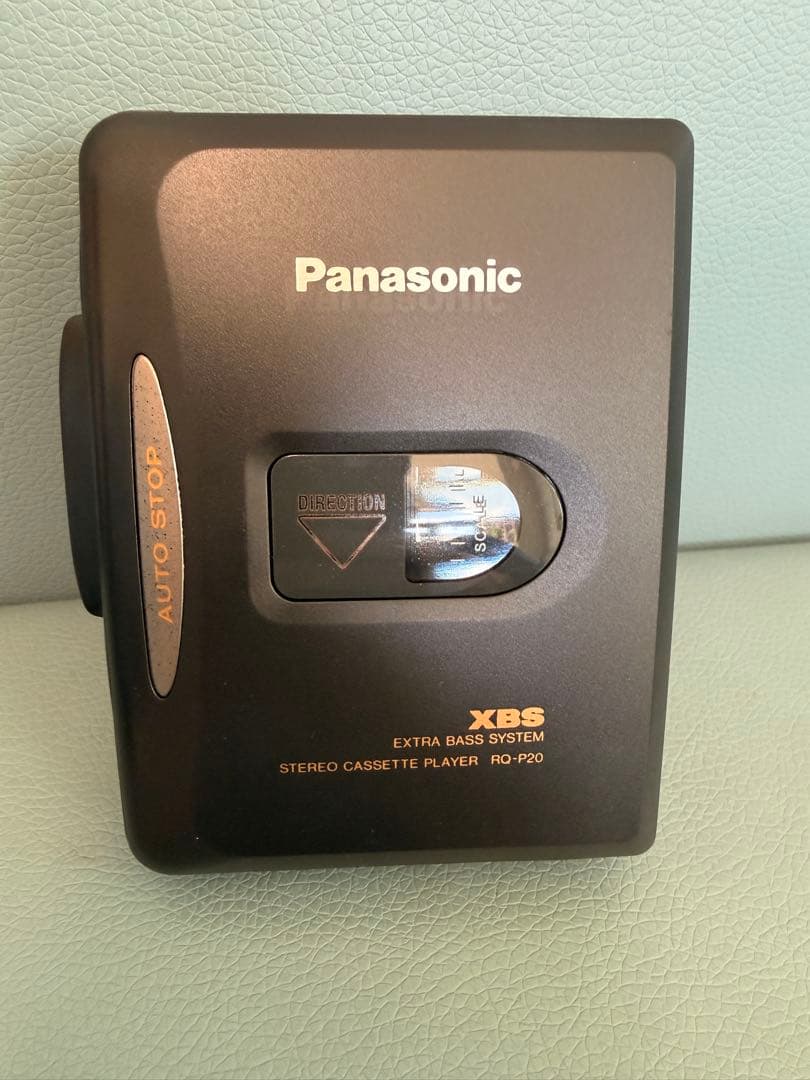 Panasonic
AUTO STOP
DIRECTION
SCALE
XBS
EXTRA BASS SYSTEM
STEREO CASSETTE PLAYER RQ-P20